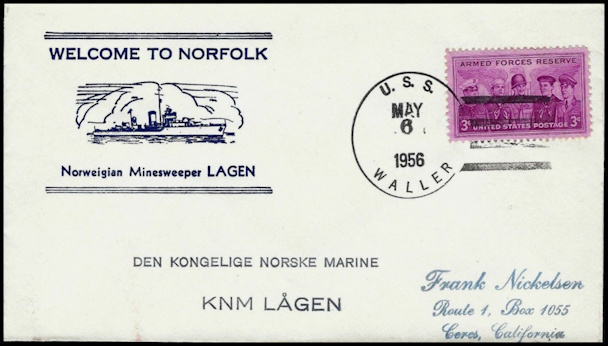 WELCOME TO NORFOLK
Norweigian Minesweeper LAGEN
U. S. S.
MAY
6
1956
WALLER
ARMED FORCES RESERVE
3¢ UNITED STATES POSTAGE 3¢
DEN KONGELIGE NORSKE MARINE
KNM LÅGEN
Frank Nickelsen
Route 1, Box 1055
Ceres, California